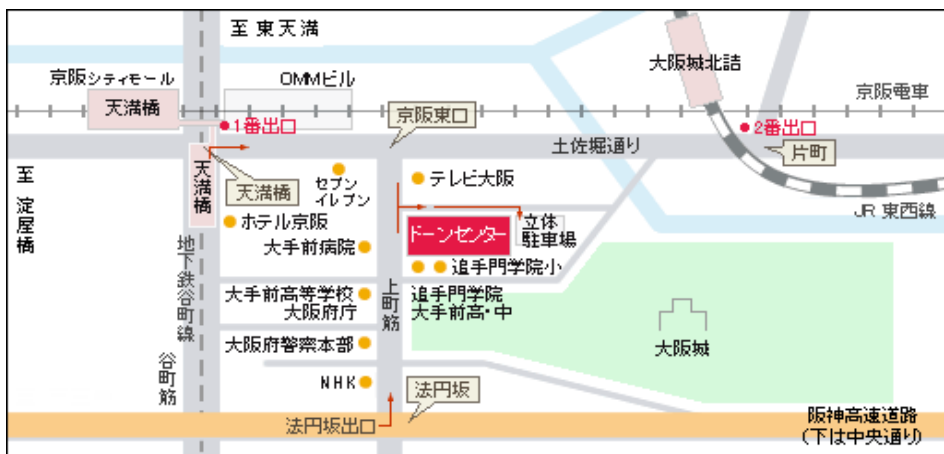 至 東天満
京阪シティモール
OMMビル
大阪城北詰
天満橋
京阪電車
1番出口
京阪東口
2番出口
土佐堀通り
片町
至 淀屋橋
天満橋
天満橋
セブン
イレブン
テレビ大阪
JR 東西線
ホテル京阪
ドーンセンター
立体
駐車場
大手前病院
追手門学院小
地下鉄谷町線
大手前高等学校
大阪府庁
上町筋
追手門学院
大手前高・中
大阪府警察本部
大阪城
谷町筋
NHK
法円坂
法円坂出口
阪神高速道路
(下は中央通り)